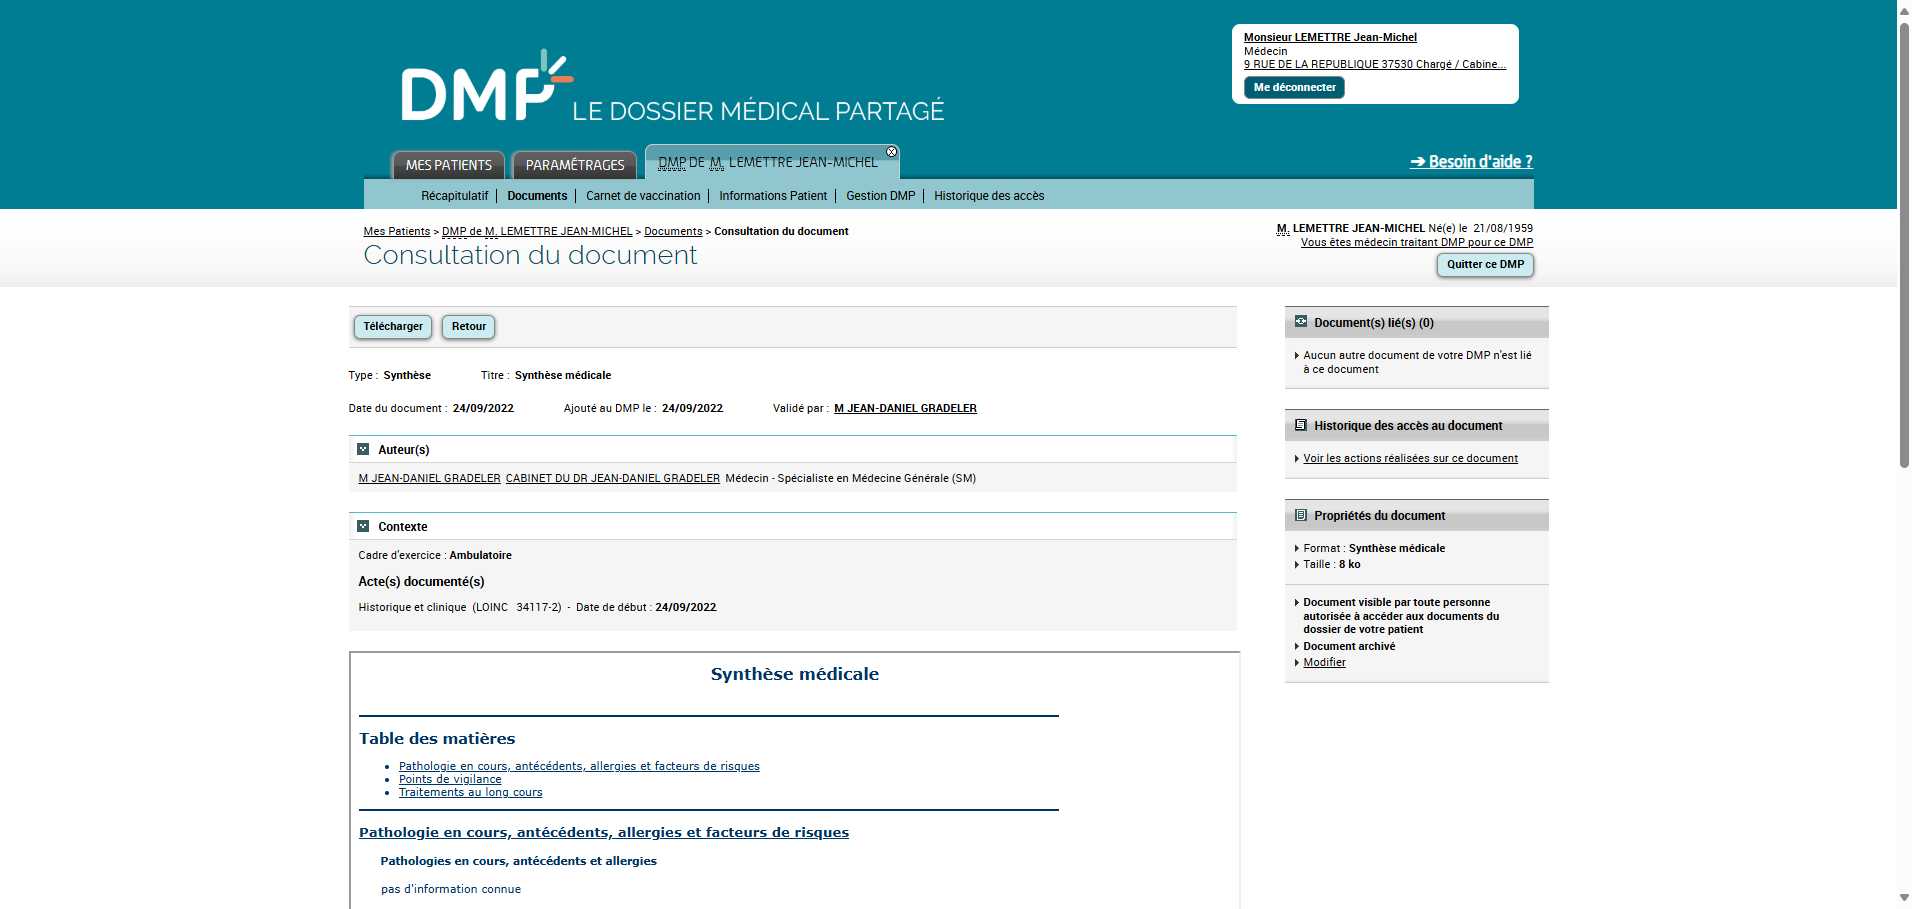 Monsieur LEMETTRE Jean-Michel
Médecin
9 RUE DE LA REPUBLIQUE 37530 Chargé / Cabine...
Me déconnecter
DMP LE DOSSIER MÉDICAL PARTAGÉ
MES PATIENTS PARAMÉTRAGES DMP DE M. LEMETTRE JEAN-MICHEL
➔ Besoin d'aide ?
Récapitulatif | Documents | Carnet de vaccination | Informations Patient | Gestion DMP | Historique des accès
Mes Patients > DMP de M. LEMETTRE JEAN-MICHEL > Documents > Consultation du document
Consultation du document
M. LEMETTRE JEAN-MICHEL Né(e) le 21/08/1959
Vous êtes médecin traitant DMP pour ce DMP
Quitter ce DMP
Télécharger Retour
Type : Synthèse Titre : Synthèse médicale
Date du document : 24/09/2022 Ajouté au DMP le : 24/09/2022 Validé par : M JEAN-DANIEL GRADELER
Auteur(s)
M JEAN-DANIEL GRADELER CABINET DU DR JEAN-DANIEL GRADELER Médecin - Spécialiste en Médecine Générale (SM)
Contexte
Cadre d'exercice : Ambulatoire
Acte(s) documenté(s)
Historique et clinique (LOINC 34117-2) - Date de début : 24/09/2022
Synthèse médicale
Table des matières
• Pathologie en cours, antécédents, allergies et facteurs de risques
• Points de vigilance
• Traitements au long cours
Pathologie en cours, antécédents, allergies et facteurs de risques
Pathologies en cours, antécédents et allergies
pas d'information connue
Document(s) lié(s) (0)
Aucun autre document de votre DMP n'est lié
à ce document
Historique des accès au document
Voir les actions réalisées sur ce document
Propriétés du document
Format : Synthèse médicale
Taille : 8 ko
Document visible par toute personne
autorisée à accéder aux documents du
dossier de votre patient
Document archivé
Modifier